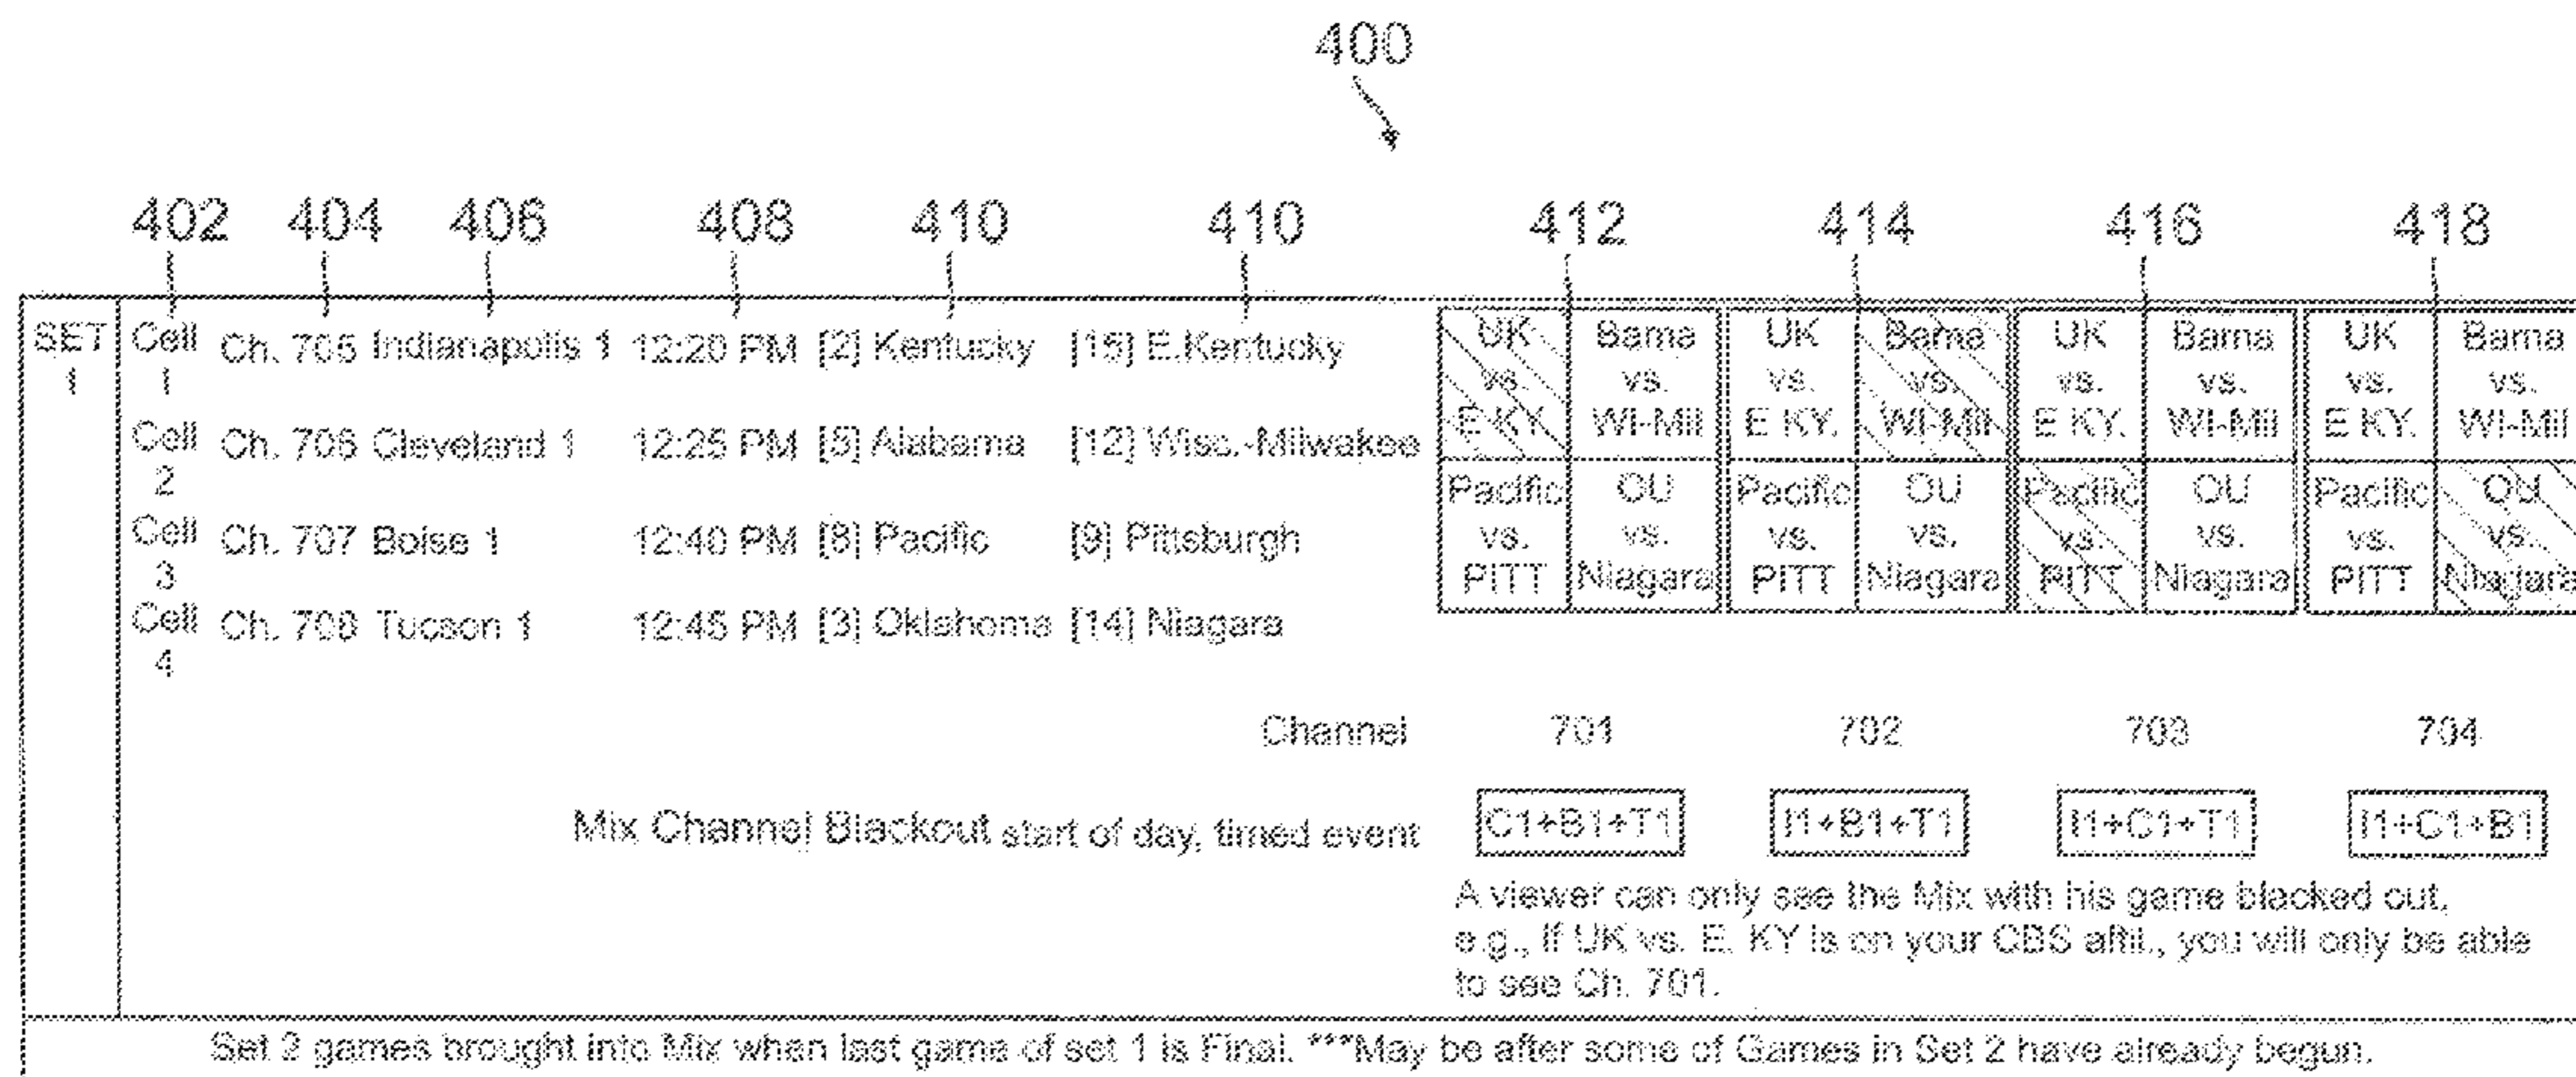 400
402 404 406 408 410 410 412 414 416 418
SET 1
Cell 1 Ch. 705 Indianapolis 1 12:20 PM [2] Kentucky [15] E.Kentucky
Cell 2 Ch. 706 Cleveland 1 12:25 PM [5] Alabama [12] Wisc.-Milwakee
Cell 3 Ch. 707 Boise 1 12:40 PM [8] Pacific [9] Pittsburgh
Cell 4 Ch. 708 Tucson 1 12:45 PM [3] Oklahoma [14] Niagara
UK Bama UK Bama UK Bama UK Bama
vs. vs. vs. vs. vs. vs. vs. vs.
E KY. WI-Mil E KY. WI-Mil E KY. WI-Mil E KY. WI-Mil
Pacific OU Pacific OU Pacific OU Pacific OU
vs. vs. vs. vs. vs. vs. vs. vs.
PITT Niagara PITT Niagara PITT Niagara PITT Niagara
Channel 701 702 703 704
Mix Channel Blackout start of day, timed event C1+B1+T1 I1+B1+T1 I1+C1+T1 I1+C1+B1
A viewer can only see the Mix with his game blacked out,
e.g., if UK vs. E. KY is on your CBS affil., you will only be able
to see Ch. 701.
Set 2 games brought into Mix when last game of set 1 is Final. ***May be after some of Games in Set 2 have already begun.